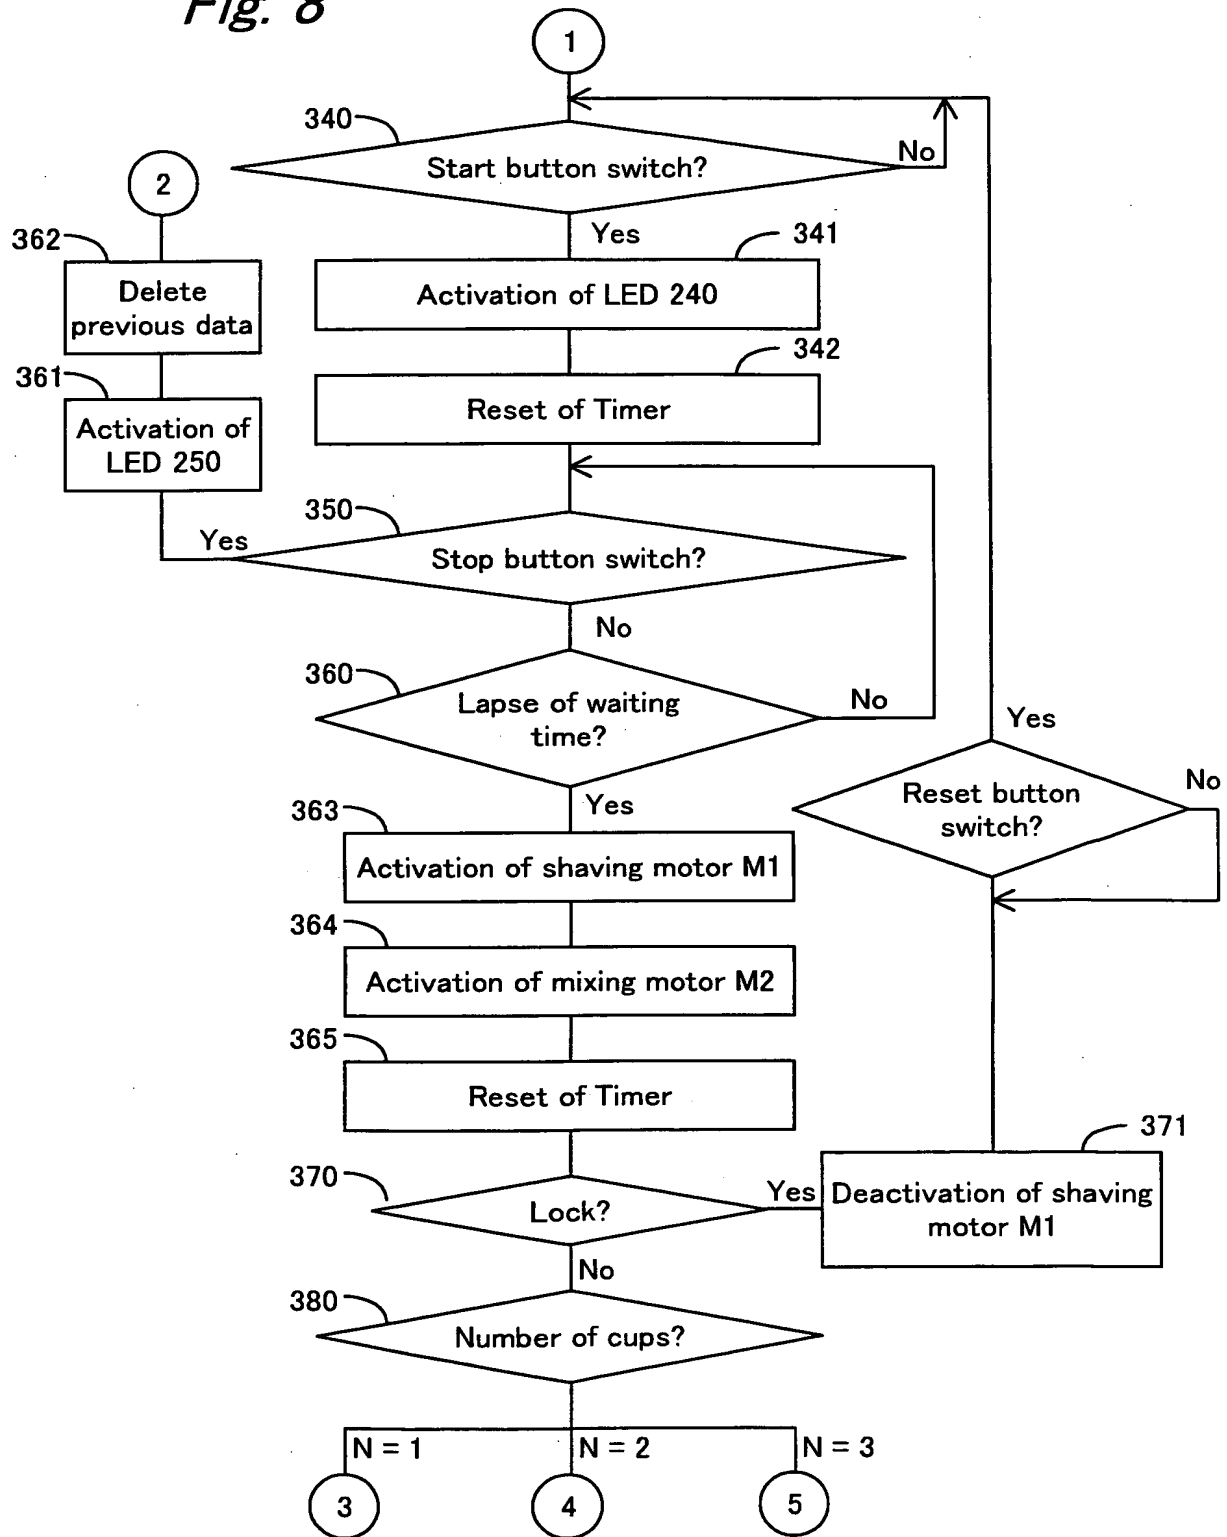 Fig. 8
1
340
Start button switch?
No
2
Yes
362
341
Delete
previous data
Activation of LED 240
342
361
Reset of Timer
Activation of
LED 250
350
Yes
Stop button switch?
No
360
Lapse of waiting
time?
No
Yes
Yes
363
Reset button
switch?
No
Activation of shaving motor M1
364
Activation of mixing motor M2
365
Reset of Timer
371
370
Lock?
Yes
Deactivation of shaving
motor M1
No
380
Number of cups?
N = 1
N = 2
N = 3
3
4
5